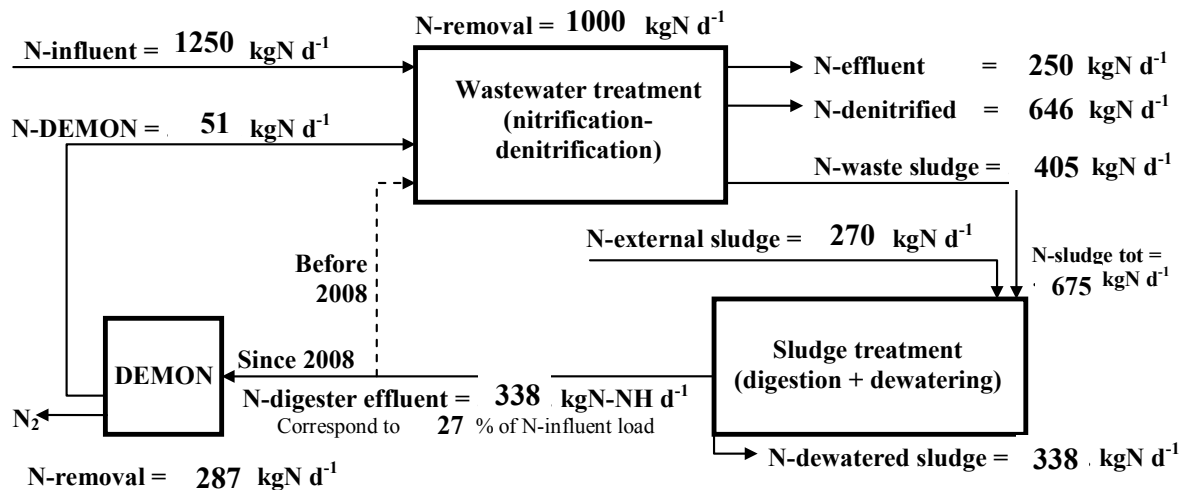 N-removal = 1000 kgN d-1
N-influent = 1250 kgN d-1
N-effluent = 250 kgN d-1
Wastewater treatment
(nitrification-
denitrification)
N-DEMON = 51 kgN d-1
N-denitrified = 646 kgN d-1
N-waste sludge = 405 kgN d-1
N-external sludge = 270 kgN d-1
Before
2008
N-sludge tot =
675 kgN d-1
DEMON
Since 2008
Sludge treatment
(digestion + dewatering)
N-digester effluent = 338 kgN-NH d-1
Correspond to 27 % of N-influent load
N2
N-dewatered sludge = 338 kgN d-1
N-removal = 287 kgN d-1